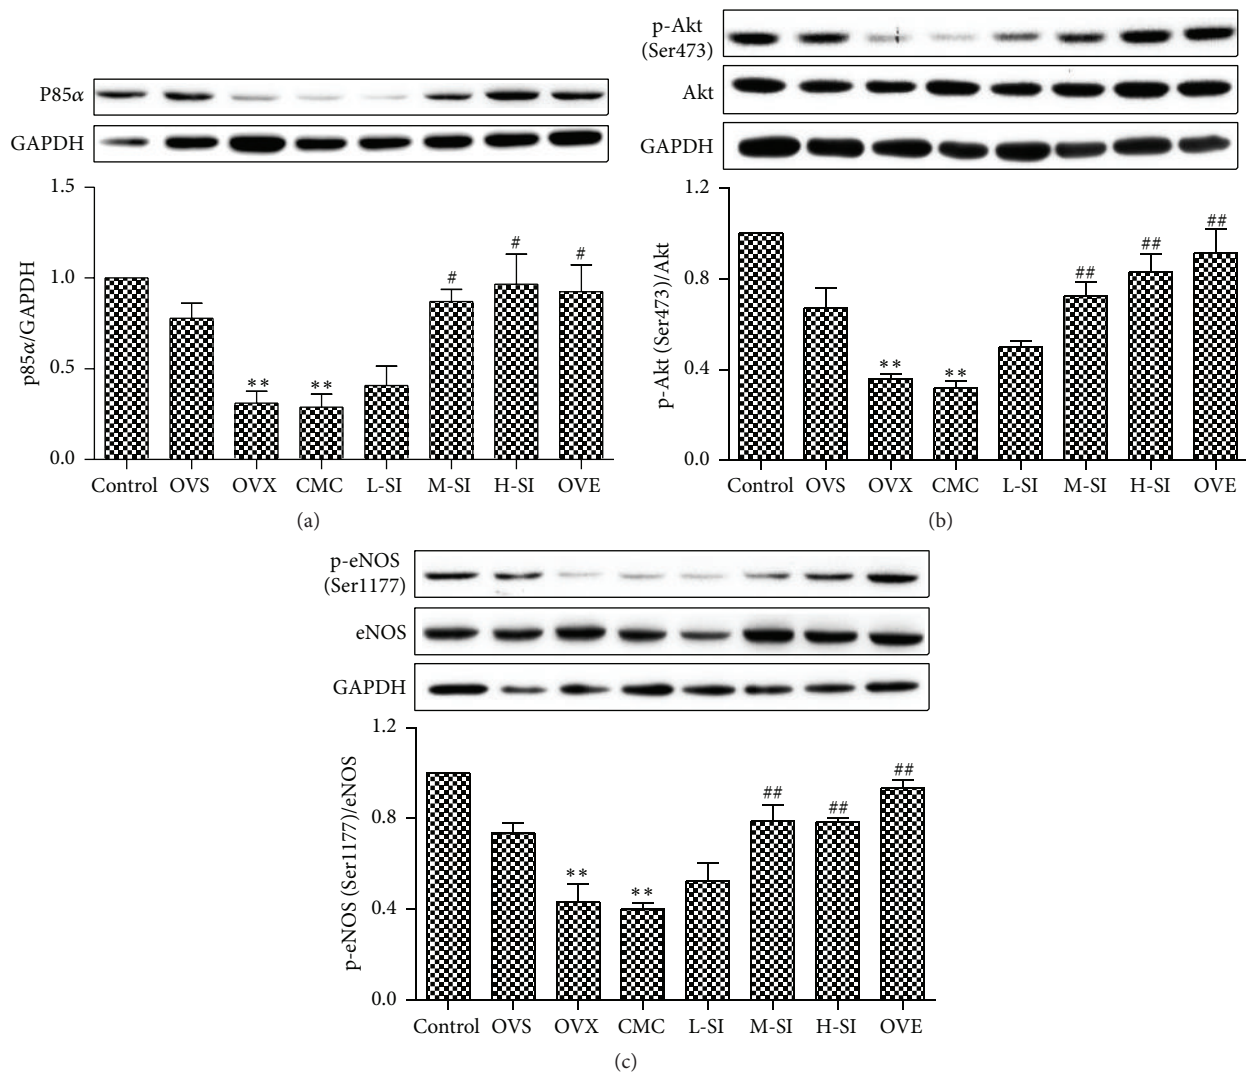 P85α
GAPDH
1.5
1.0
0.5
0.0
p85α/GAPDH
**
**
#
#
#
Control OVS OVX CMC L-SI M-SI H-SI OVE
(a)
p-Akt
(Ser473)
Akt
GAPDH
1.2
0.8
0.4
0.0
p-Akt (Ser473)/Akt
**
**
##
##
##
Control OVS OVX CMC L-SI M-SI H-SI OVE
(b)
p-eNOS
(Ser1177)
eNOS
GAPDH
1.2
0.8
0.4
0.0
p-eNOS (Ser1177)/eNOS
**
**
##
##
##
Control OVS OVX CMC L-SI M-SI H-SI OVE
(c)